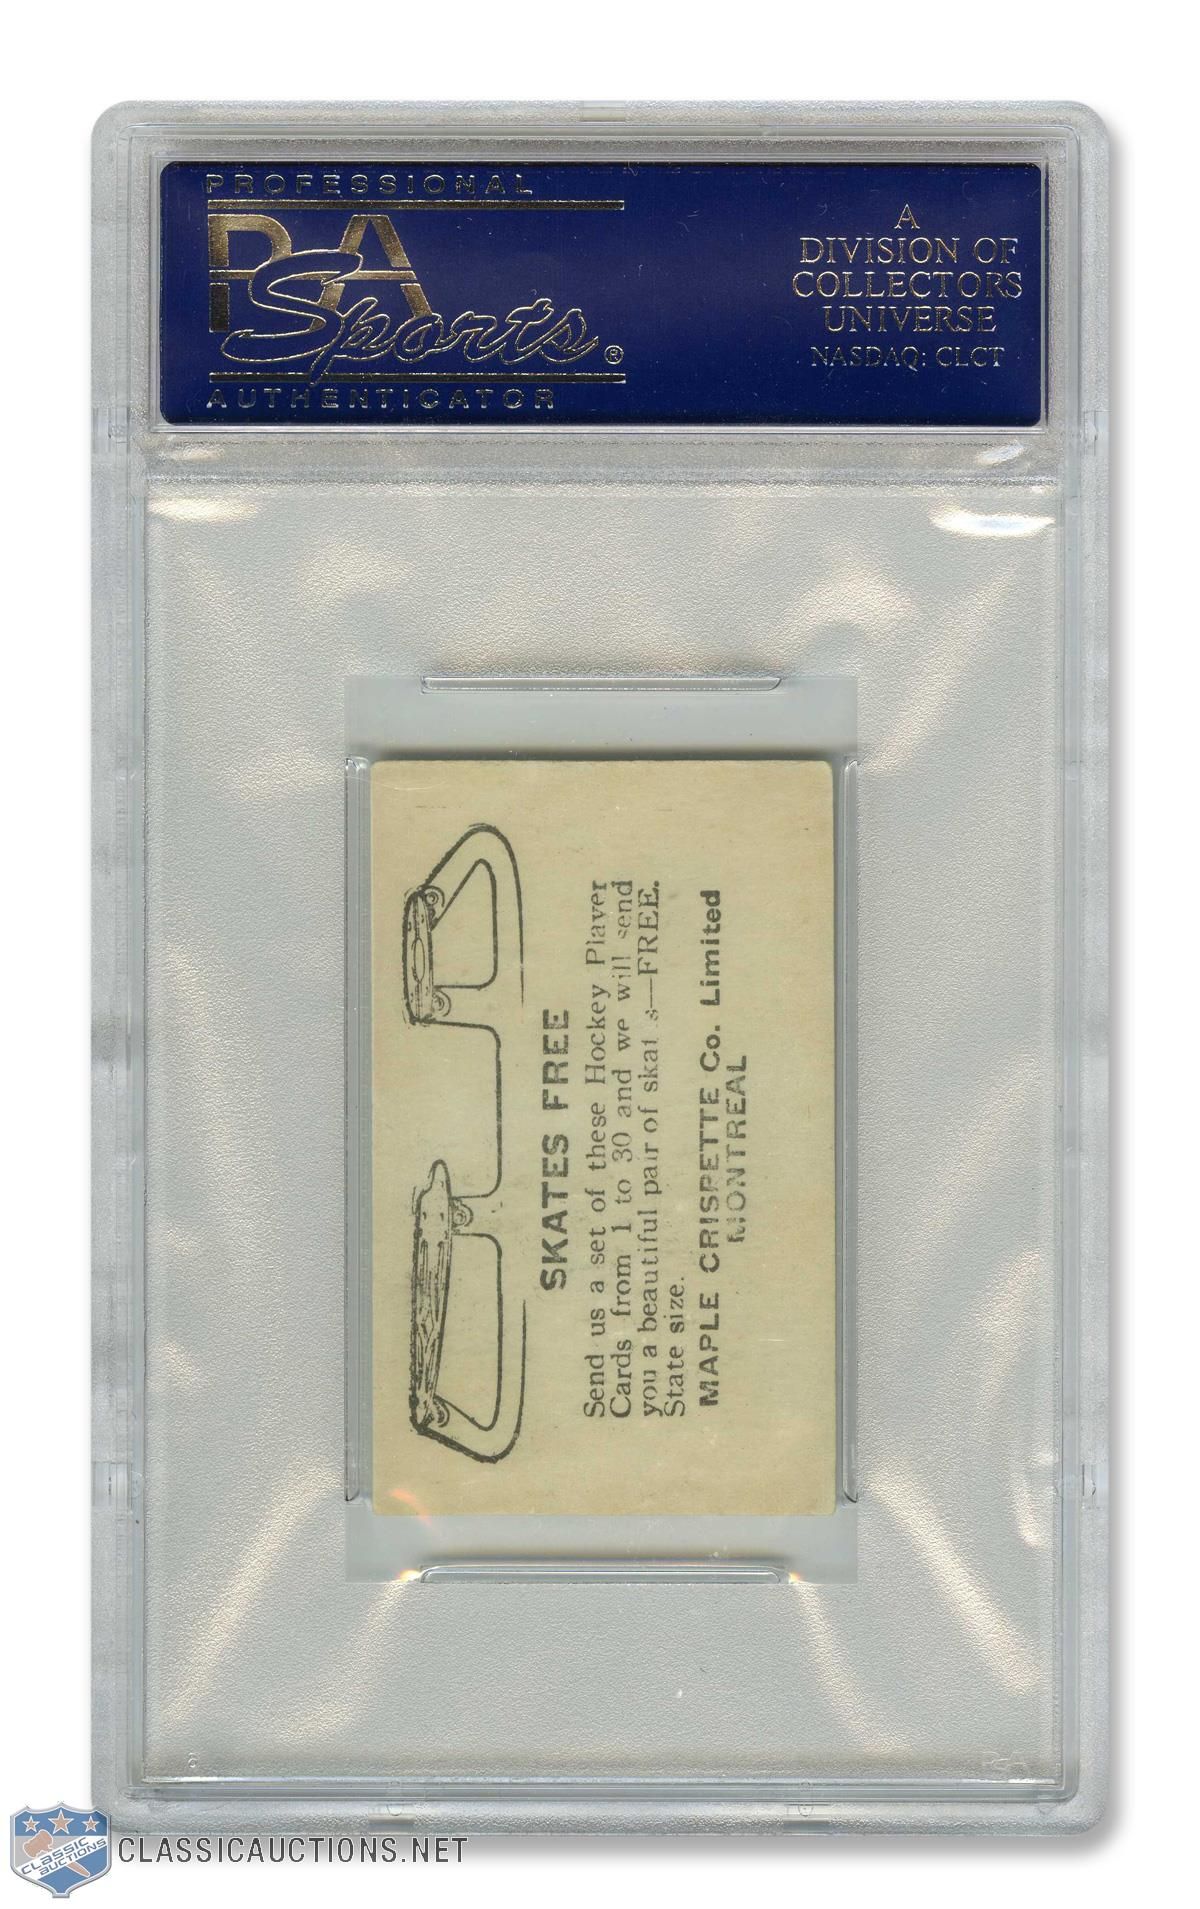 PROFESSIONAL
PSA
Sports®
AUTHENTICATOR
A
DIVISION OF
COLLECTORS
UNIVERSE
NASDAQ: CLCT
SKATES FREE
Send us a set of these Hockey Player
Cards from 1 to 30 and we will send
you a beautiful pair of skates—FREE.
State size.
MAPLE CRISPETTE Co. Limited
MONTREAL
CLASSIC
AUCTIONS
CLASSICAUCTIONS.NET